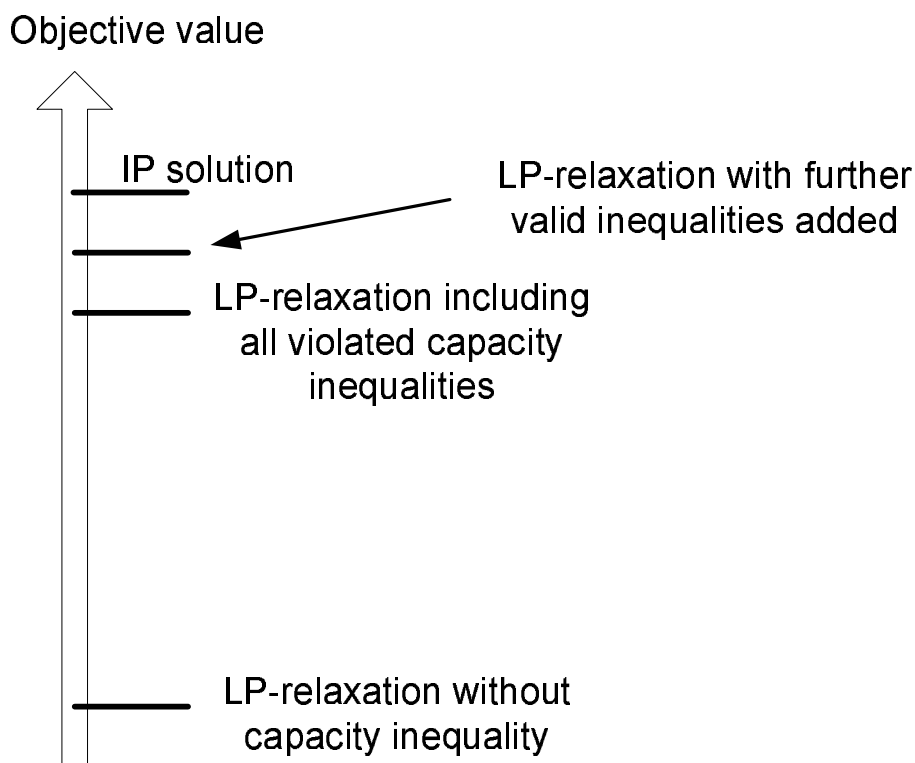 Objective value
IP solution
LP-relaxation with further
valid inequalities added
LP-relaxation including
all violated capacity
inequalities
LP-relaxation without
capacity inequality